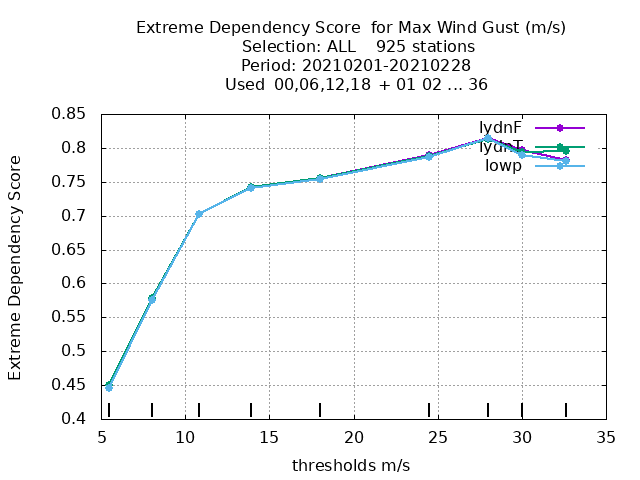 Extreme Dependency Score  for Max Wind Gust (m/s)
Selection: ALL    925 stations
Period: 20210201-20210228
Used  00,06,12,18 + 01 02 ... 36
Extreme Dependency Score
0.85
0.8
0.75
0.7
0.65
0.6
0.55
0.5
0.45
0.4
lydnF
lydnT
lowp
5
10
15
20
25
30
35
thresholds m/s